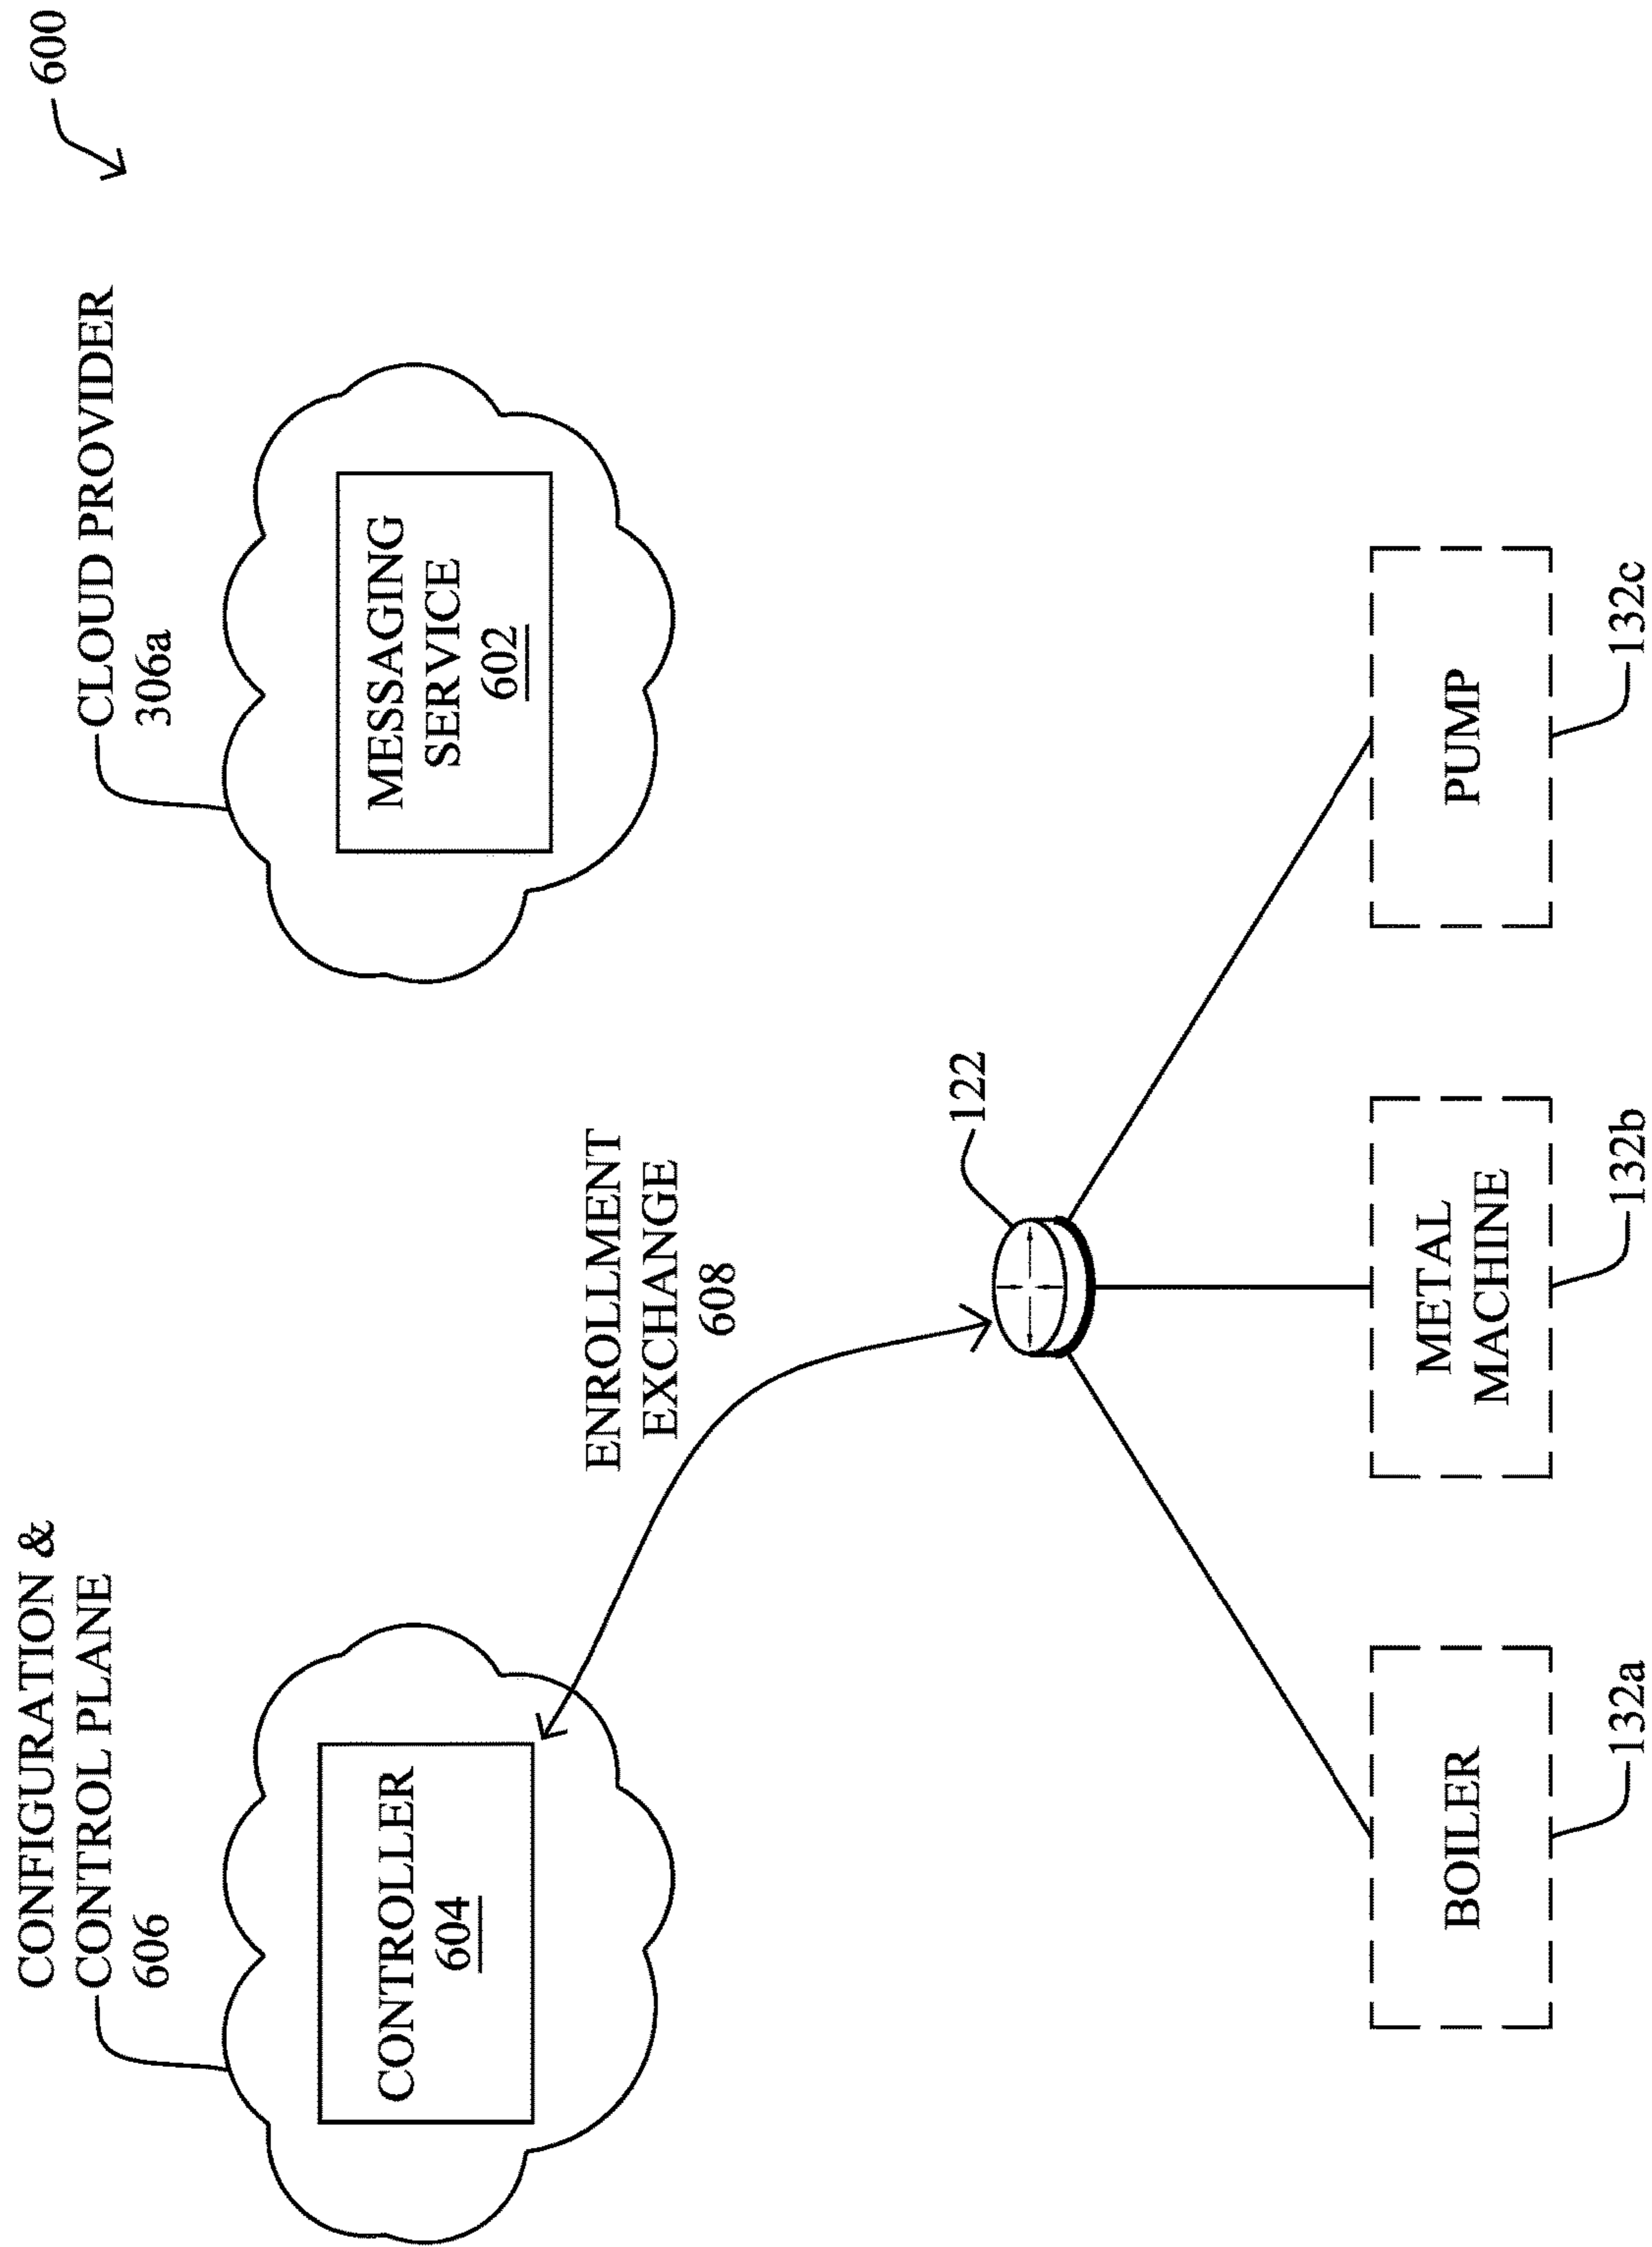 600
CONFIGURATION &
CONTROL PLANE
606
CLOUD PROVIDER
306a
CONTROLLER
604
MESSAGING
SERVICE
602
ENROLLMENT
EXCHANGE
608
122
BOILER
METAL
MACHINE
PUMP
132a
132b
132c